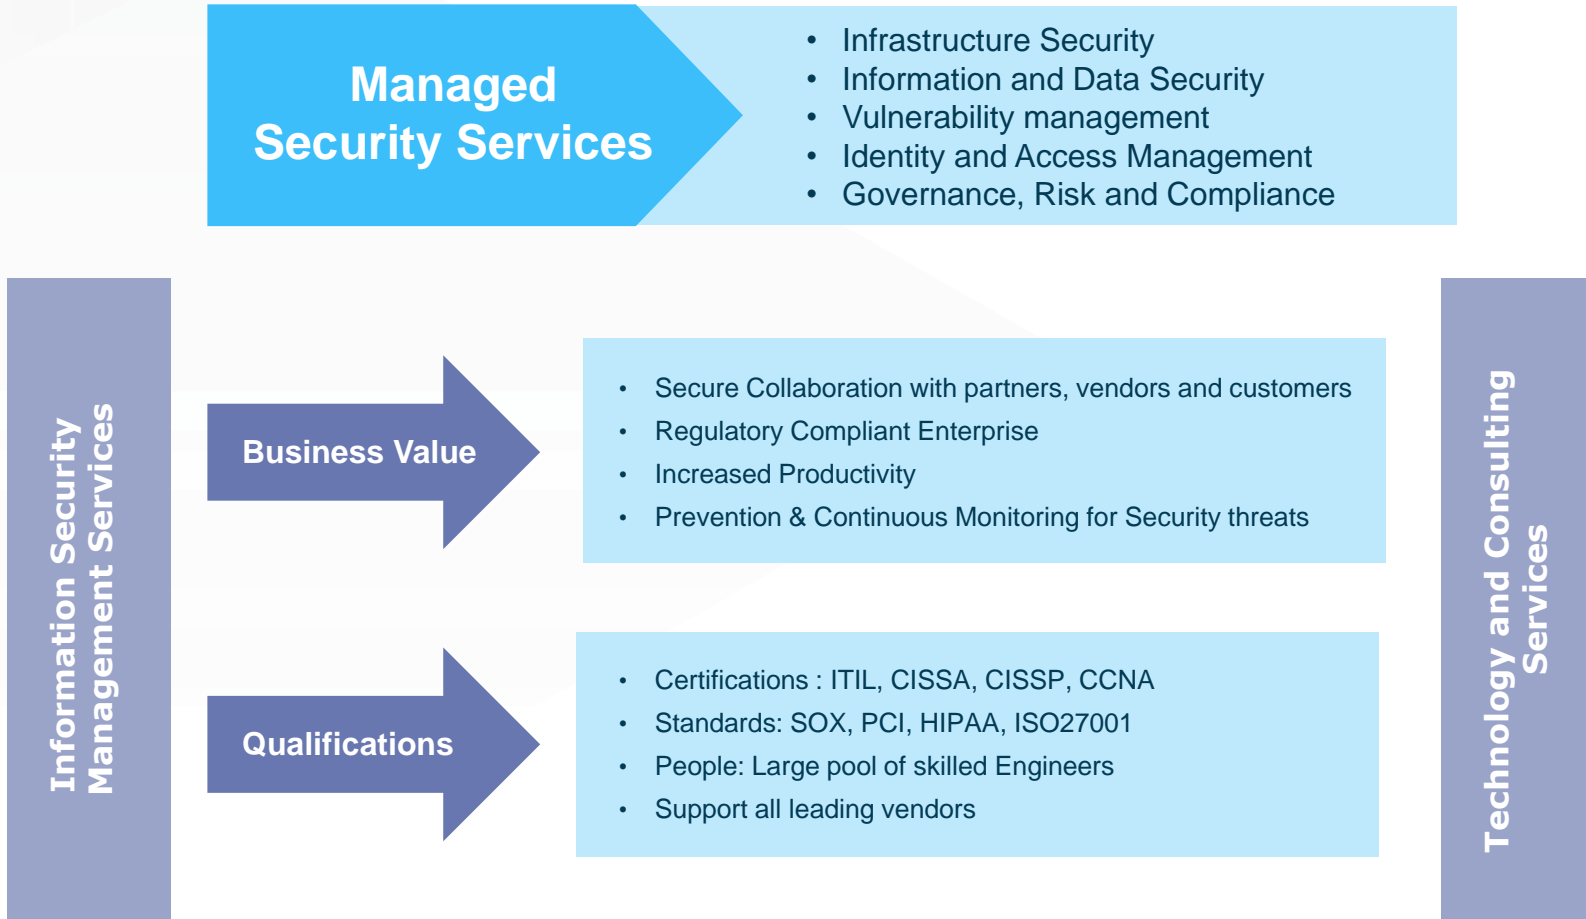 Managed
Security Services
• Infrastructure Security
• Information and Data Security
• Vulnerability management
• Identity and Access Management
• Governance, Risk and Compliance
Information Security
Management Services
Business Value
• Secure Collaboration with partners, vendors and customers
• Regulatory Compliant Enterprise
• Increased Productivity
• Prevention & Continuous Monitoring for Security threats
Qualifications
• Certifications : ITIL, CISSA, CISSP, CCNA
• Standards: SOX, PCI, HIPAA, ISO27001
• People: Large pool of skilled Engineers
• Support all leading vendors
Technology and Consulting
Services